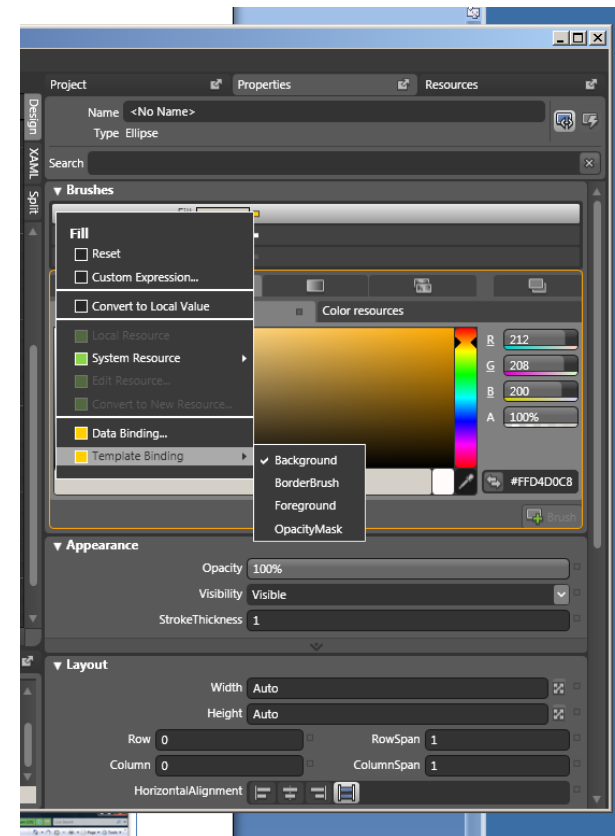 Project
Properties
Resources
Design
XAML
Split
Name <No Name>
Type Ellipse
Search
Brushes
Fill
Fill
Reset
Custom Expression...
Convert to Local Value
Local Resource
System Resource
Edit Resource...
Convert to New Resource...
Data Binding...
Template Binding
Background
BorderBrush
Foreground
OpacityMask
Color resources
R 212
G 208
B 200
A 100%
#FFD4D0C8
Brush
Appearance
Opacity 100%
Visibility Visible
StrokeThickness 1
Layout
Width Auto
Height Auto
Row 0 RowSpan 1
Column 0 ColumnSpan 1
HorizontalAlignment